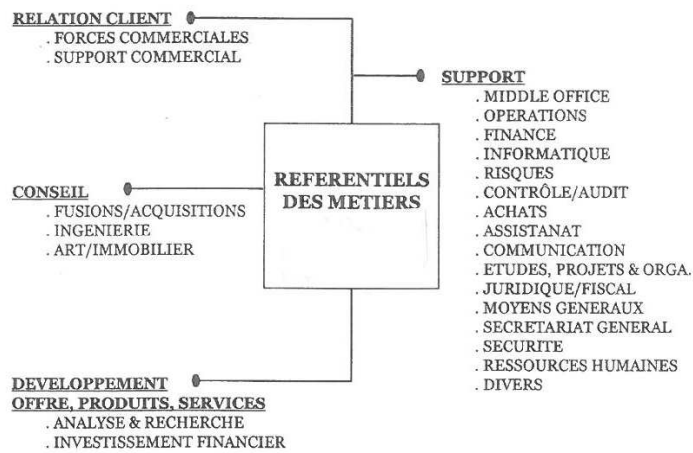 RELATION CLIENT
. FORCES COMMERCIALES
. SUPPORT COMMERCIAL
SUPPORT
. MIDDLE OFFICE
. OPERATIONS
. FINANCE
. INFORMATIQUE
. RISQUES
. CONTRÔLE/AUDIT
. ACHATS
. ASSISTANAT
. COMMUNICATION
. ETUDES, PROJETS & ORGA.
. JURIDIQUE/FISCAL
. MOYENS GENERAUX
. SECRETARIAT GENERAL
. SECURITE
. RESSOURCES HUMAINES
. DIVERS
REFERENTIELS
DES METIERS
CONSEIL
. FUSIONS/ACQUISITIONS
. INGENIERIE
. ART/IMMOBILIER
DEVELOPPEMENT
OFFRE, PRODUITS, SERVICES
. ANALYSE & RECHERCHE
. INVESTISSEMENT FINANCIER